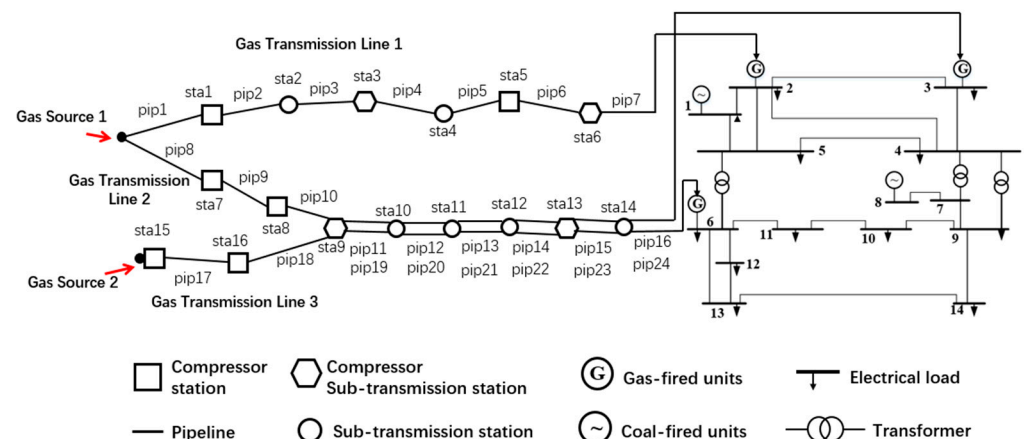 Gas Transmission Line 1
sta5
sta3
sta2
sta1
pip1
pip2
pip3
pip4
pip5
pip6
pip7
sta4
sta6
Gas Source 1
pip8
Gas Transmission
Line 2
pip9
sta7
pip10
sta8
sta15
sta16
pip17
pip18
Gas Source 2
Gas Transmission Line 3
sta9
sta10
sta11
sta12
sta13
sta14
pip11
pip12
pip13
pip14
pip15
pip16
pip19
pip20
pip21
pip22
pip23
pip24
G
G
G
~
~
1
2
3
5
4
8
7
6
11
10
9
12
13
14
Compressor
station
Compressor
Sub-transmission station
G
Gas-fired units
Electrical load
Pipeline
Sub-transmission station
~
Coal-fired units
Transformer